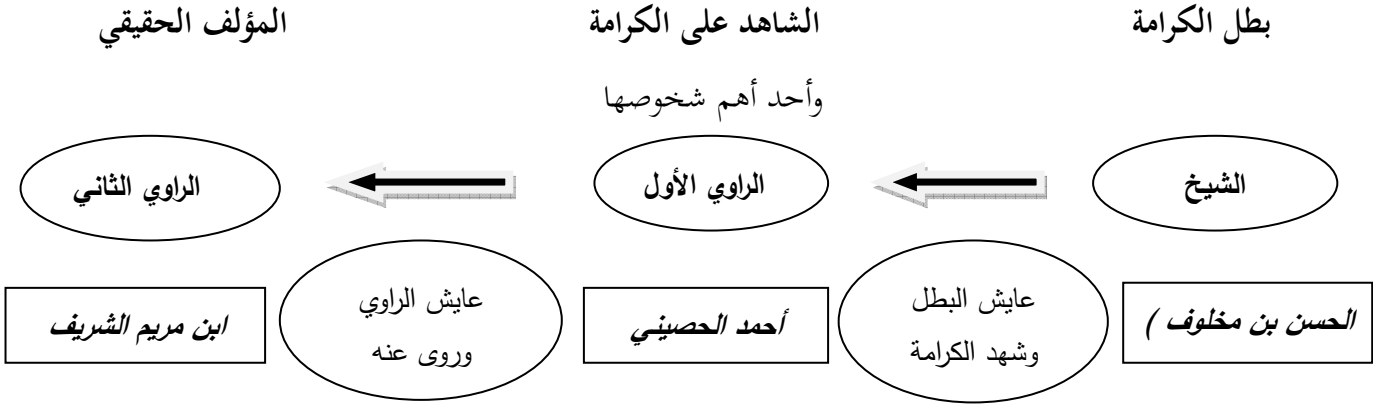 بطل الكرامة
الشاهد على الكرامة
المؤلف الحقيقي
وأحد أهم شخوصها
الشيخ
الراوي الأول
الراوي الثاني
عايش البطل
وشهد الكرامة
عايش الراوي
وروى عنه
الحسن بن مخلوف )
أحمد الحصيني
ابن مريم الشريف